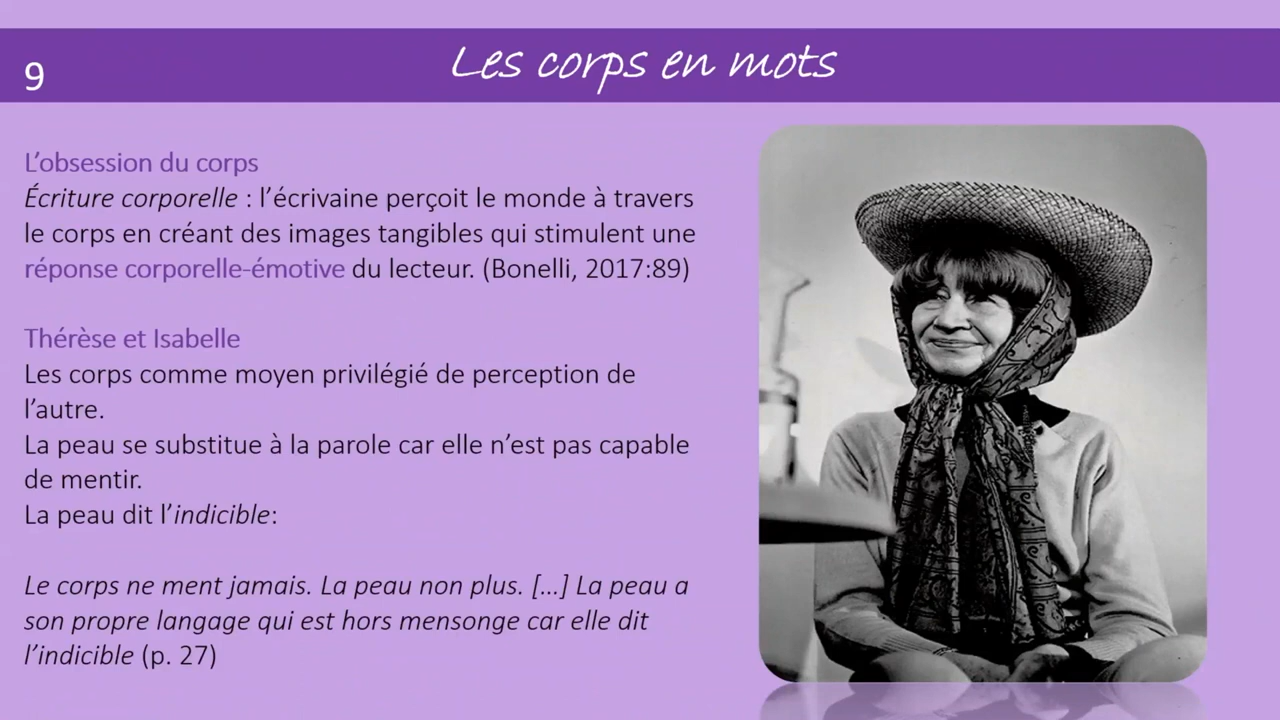 9
Les corps en mots
L’obsession du corps
Écriture corporelle : l’écrivaine perçoit le monde à travers
le corps en créant des images tangibles qui stimulent une
réponse corporelle-émotive du lecteur. (Bonelli, 2017:89)
Thérèse et Isabelle
Les corps comme moyen privilégié de perception de
l’autre.
La peau se substitue à la parole car elle n’est pas capable
de mentir.
La peau dit l’indicible:
Le corps ne ment jamais. La peau non plus. […] La peau a
son propre langage qui est hors mensonge car elle dit
l’indicible (p. 27)